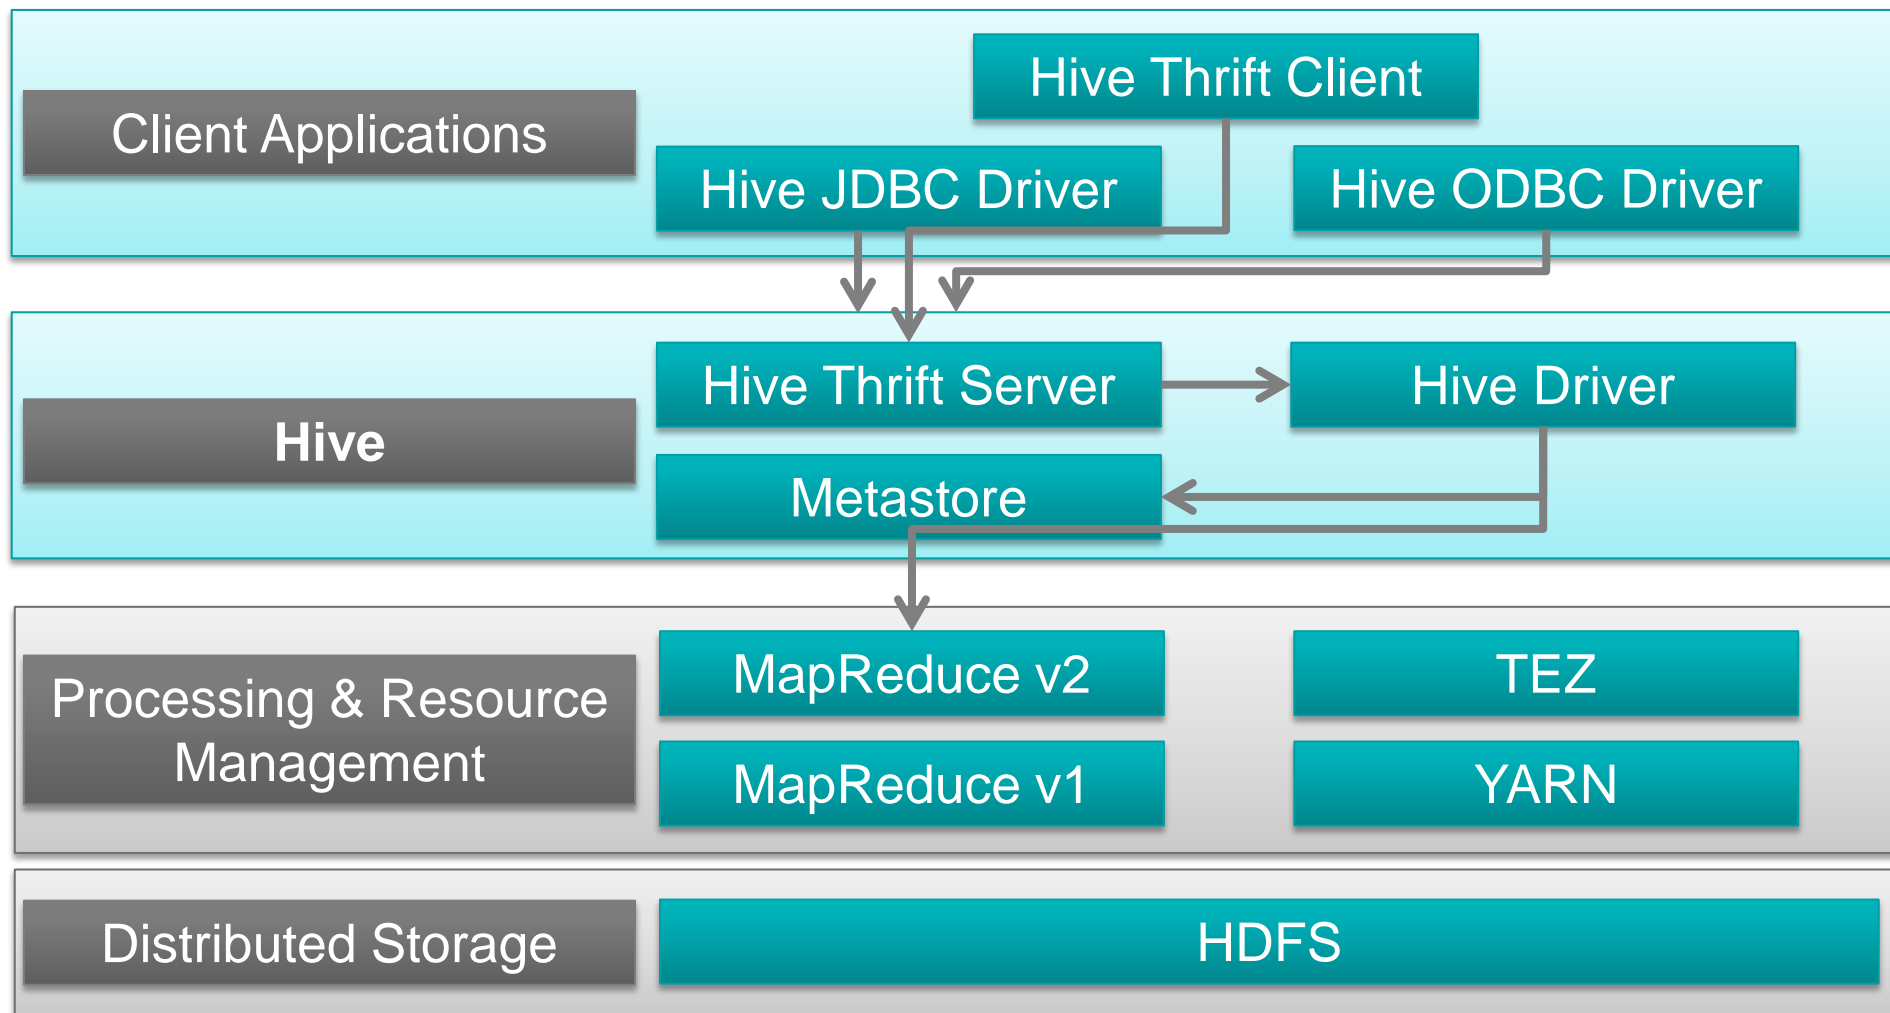 Client Applications
Hive Thrift Client
Hive JDBC Driver
Hive ODBC Driver
Hive
Hive Thrift Server
Hive Driver
Metastore
Processing & Resource
Management
MapReduce v2
TEZ
MapReduce v1
YARN
Distributed Storage
HDFS